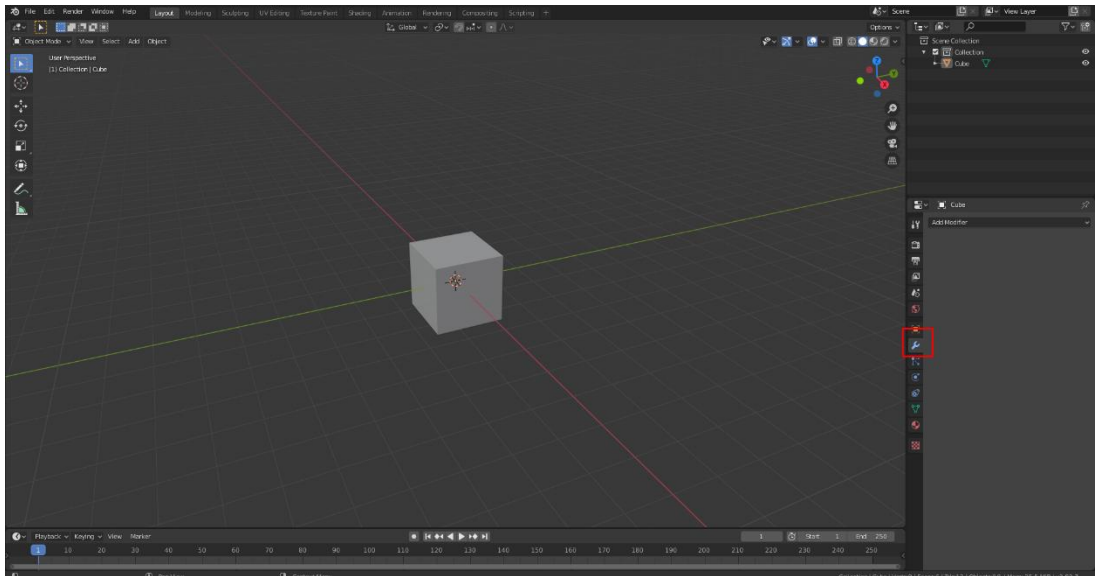 File Edit Render Window Help Layout Modeling Sculpting UV Editing Texture Paint Shading Animation Rendering Compositing Scripting + Scene View Layer
Global Options
Object Mode View Select Add Object
User Perspective
(1) Collection | Cube
Scene Collection
Collection
Cube
Cube
Add Modifier
Z
Y
X
Playback Keying View Marker 1 Start 1 End 250
1 10 20 30 40 50 60 70 80 90 100 110 120 130 140 150 160 170 180 190 200 210 220 230 240 250